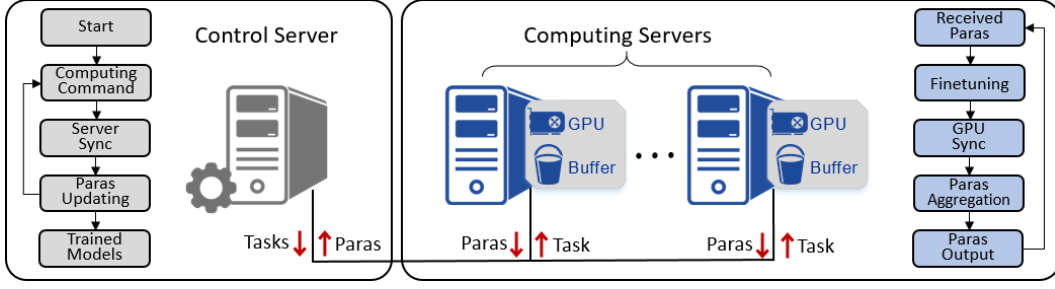 Start
Computing
Command
Server
Sync
Paras
Updating
Trained
Models
Control Server
Tasks
Paras
Computing Servers
GPU
Buffer
...
GPU
Buffer
Paras
Task
Paras
Task
Received
Paras
Finetuning
GPU
Sync
Paras
Aggregation
Paras
Output